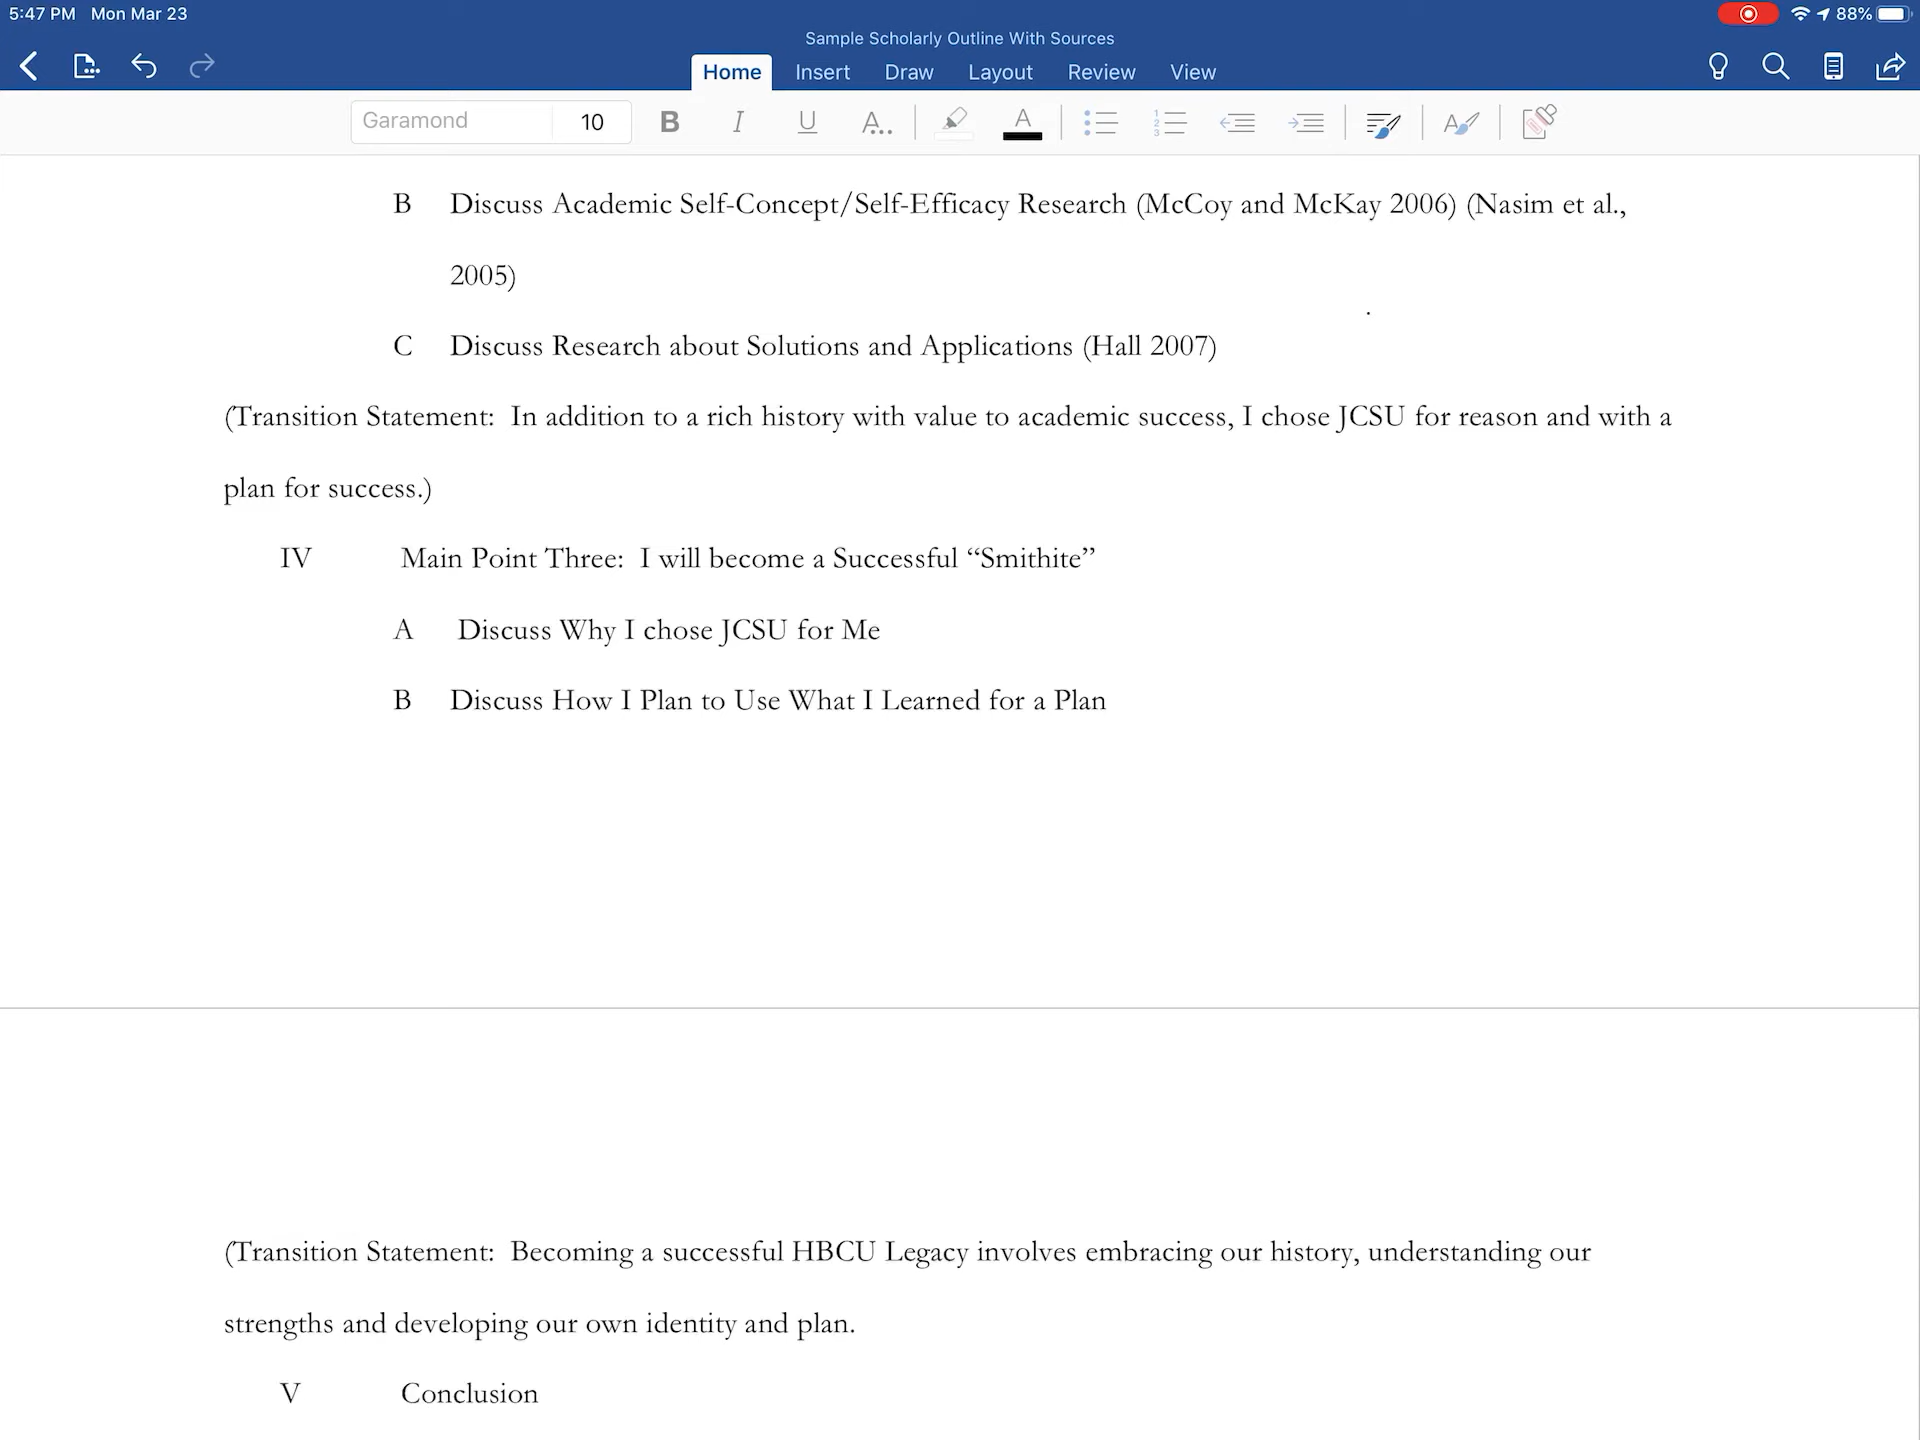 5:47 PM Mon Mar 23
88%
Sample Scholarly Outline With Sources
Home Insert Draw Layout Review View
Garamond 10 B I U A.. A
B Discuss Academic Self-Concept/Self-Efficacy Research (McCoy and McKay 2006) (Nasim et al.,
2005)
C Discuss Research about Solutions and Applications (Hall 2007)
(Transition Statement: In addition to a rich history with value to academic success, I chose JCSU for reason and with a
plan for success.)
IV Main Point Three: I will become a Successful “Smithite”
A Discuss Why I chose JCSU for Me
B Discuss How I Plan to Use What I Learned for a Plan
(Transition Statement: Becoming a successful HBCU Legacy involves embracing our history, understanding our
strengths and developing our own identity and plan.
V Conclusion